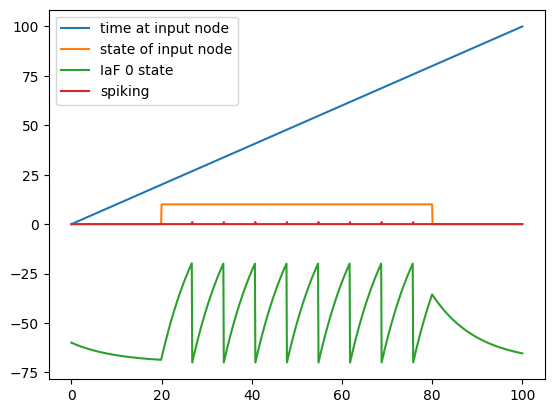 time at input node
state of input node
IaF 0 state
spiking
100
75
50
25
0
−25
−50
−75
0 20 40 60 80 100